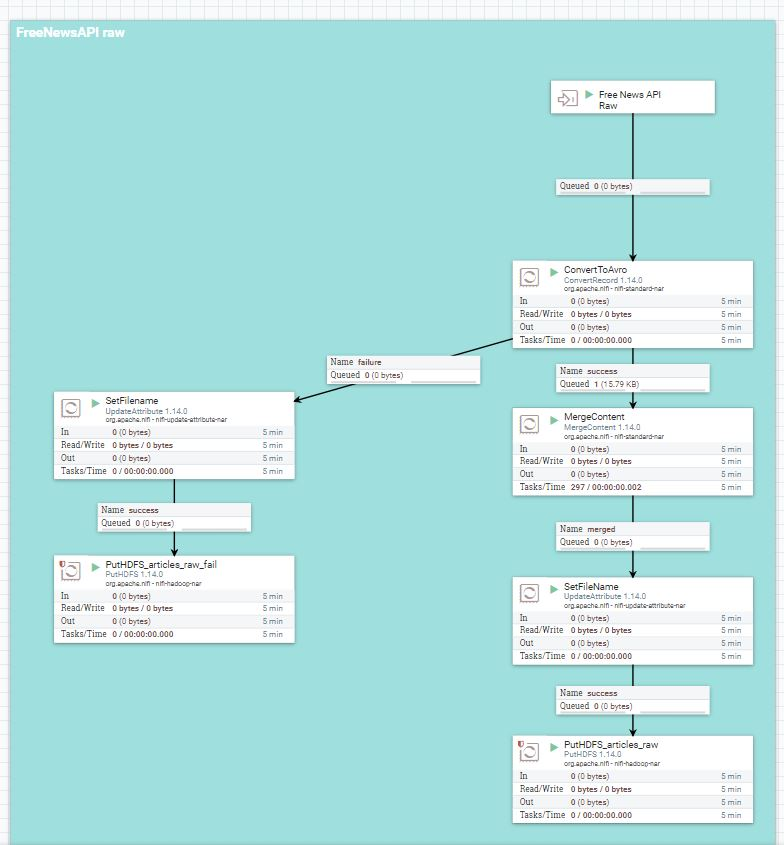 FreeNewsAPI raw
Free News API
Raw
Queued 0 (0 bytes)
ConvertToAvro
ConvertRecord 1.14.0
org.apache.nifi - nifi-standard-nar
In 0 (0 bytes) 5 min
Read/Write 0 bytes / 0 bytes 5 min
Out 0 (0 bytes) 5 min
Tasks/Time 0 / 00:00:00.000 5 min
Name failure
Queued 0 (0 bytes)
Name success
Queued 1 (15.79 KB)
SetFilename
UpdateAttribute 1.14.0
org.apache.nifi - nifi-update-attribute-nar
In 0 (0 bytes) 5 min
Read/Write 0 bytes / 0 bytes 5 min
Out 0 (0 bytes) 5 min
Tasks/Time 0 / 00:00:00.000 5 min
MergeContent
MergeContent 1.14.0
org.apache.nifi - nifi-standard-nar
In 0 (0 bytes) 5 min
Read/Write 0 bytes / 0 bytes 5 min
Out 0 (0 bytes) 5 min
Tasks/Time 297 / 00:00:00.002 5 min
Name success
Queued 0 (0 bytes)
Name merged
Queued 0 (0 bytes)
PutHDFS_articles_raw_fail
PutHDFS 1.14.0
org.apache.nifi - nifi-hadoop-nar
In 0 (0 bytes) 5 min
Read/Write 0 bytes / 0 bytes 5 min
Out 0 (0 bytes) 5 min
Tasks/Time 0 / 00:00:00.000 5 min
SetFileName
UpdateAttribute 1.14.0
org.apache.nifi - nifi-update-attribute-nar
In 0 (0 bytes) 5 min
Read/Write 0 bytes / 0 bytes 5 min
Out 0 (0 bytes) 5 min
Tasks/Time 0 / 00:00:00.000 5 min
Name success
Queued 0 (0 bytes)
PutHDFS_articles_raw
PutHDFS 1.14.0
org.apache.nifi - nifi-hadoop-nar
In 0 (0 bytes) 5 min
Read/Write 0 bytes / 0 bytes 5 min
Out 0 (0 bytes) 5 min
Tasks/Time 0 / 00:00:00.000 5 min